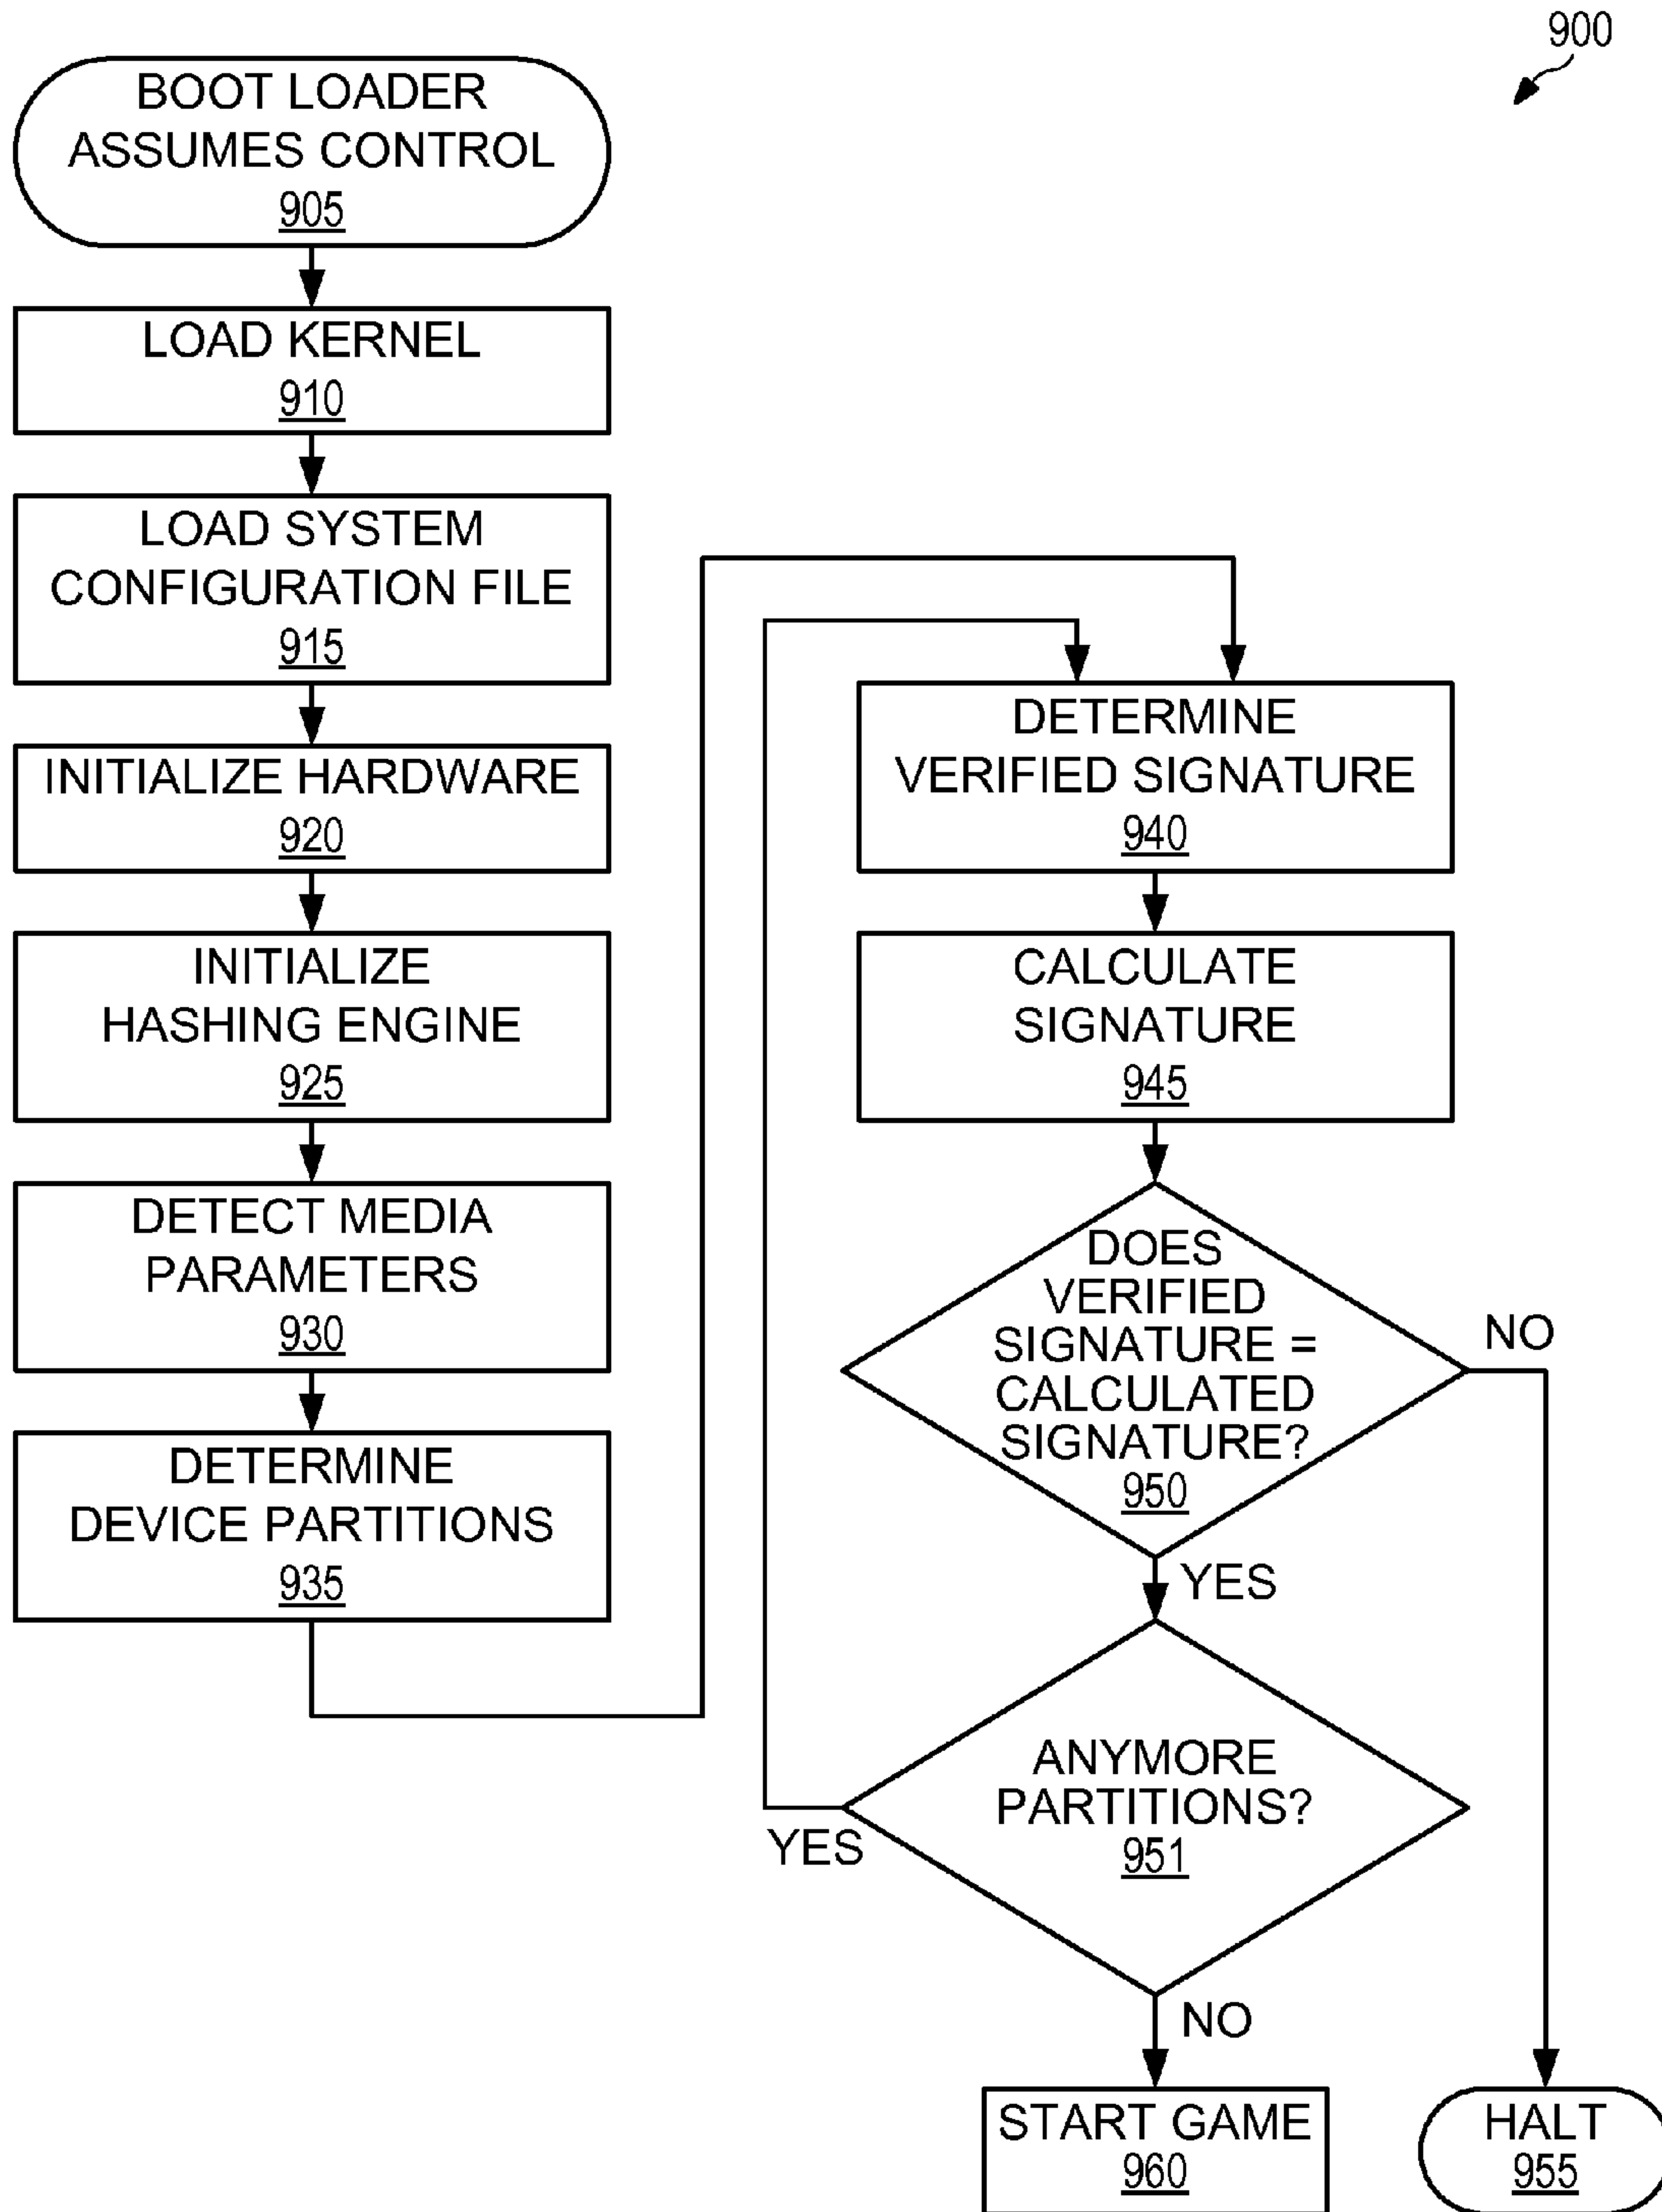 900
BOOT LOADER
ASSUMES CONTROL
905
LOAD KERNEL
910
LOAD SYSTEM
CONFIGURATION FILE
915
INITIALIZE HARDWARE
920
INITIALIZE
HASHING ENGINE
925
DETECT MEDIA
PARAMETERS
930
DETERMINE
DEVICE PARTITIONS
935
DETERMINE
VERIFIED SIGNATURE
940
CALCULATE
SIGNATURE
945
DOES
VERIFIED
SIGNATURE =
CALCULATED
SIGNATURE?
950
NO
YES
ANYMORE
PARTITIONS?
951
YES
NO
START GAME
960
HALT
955